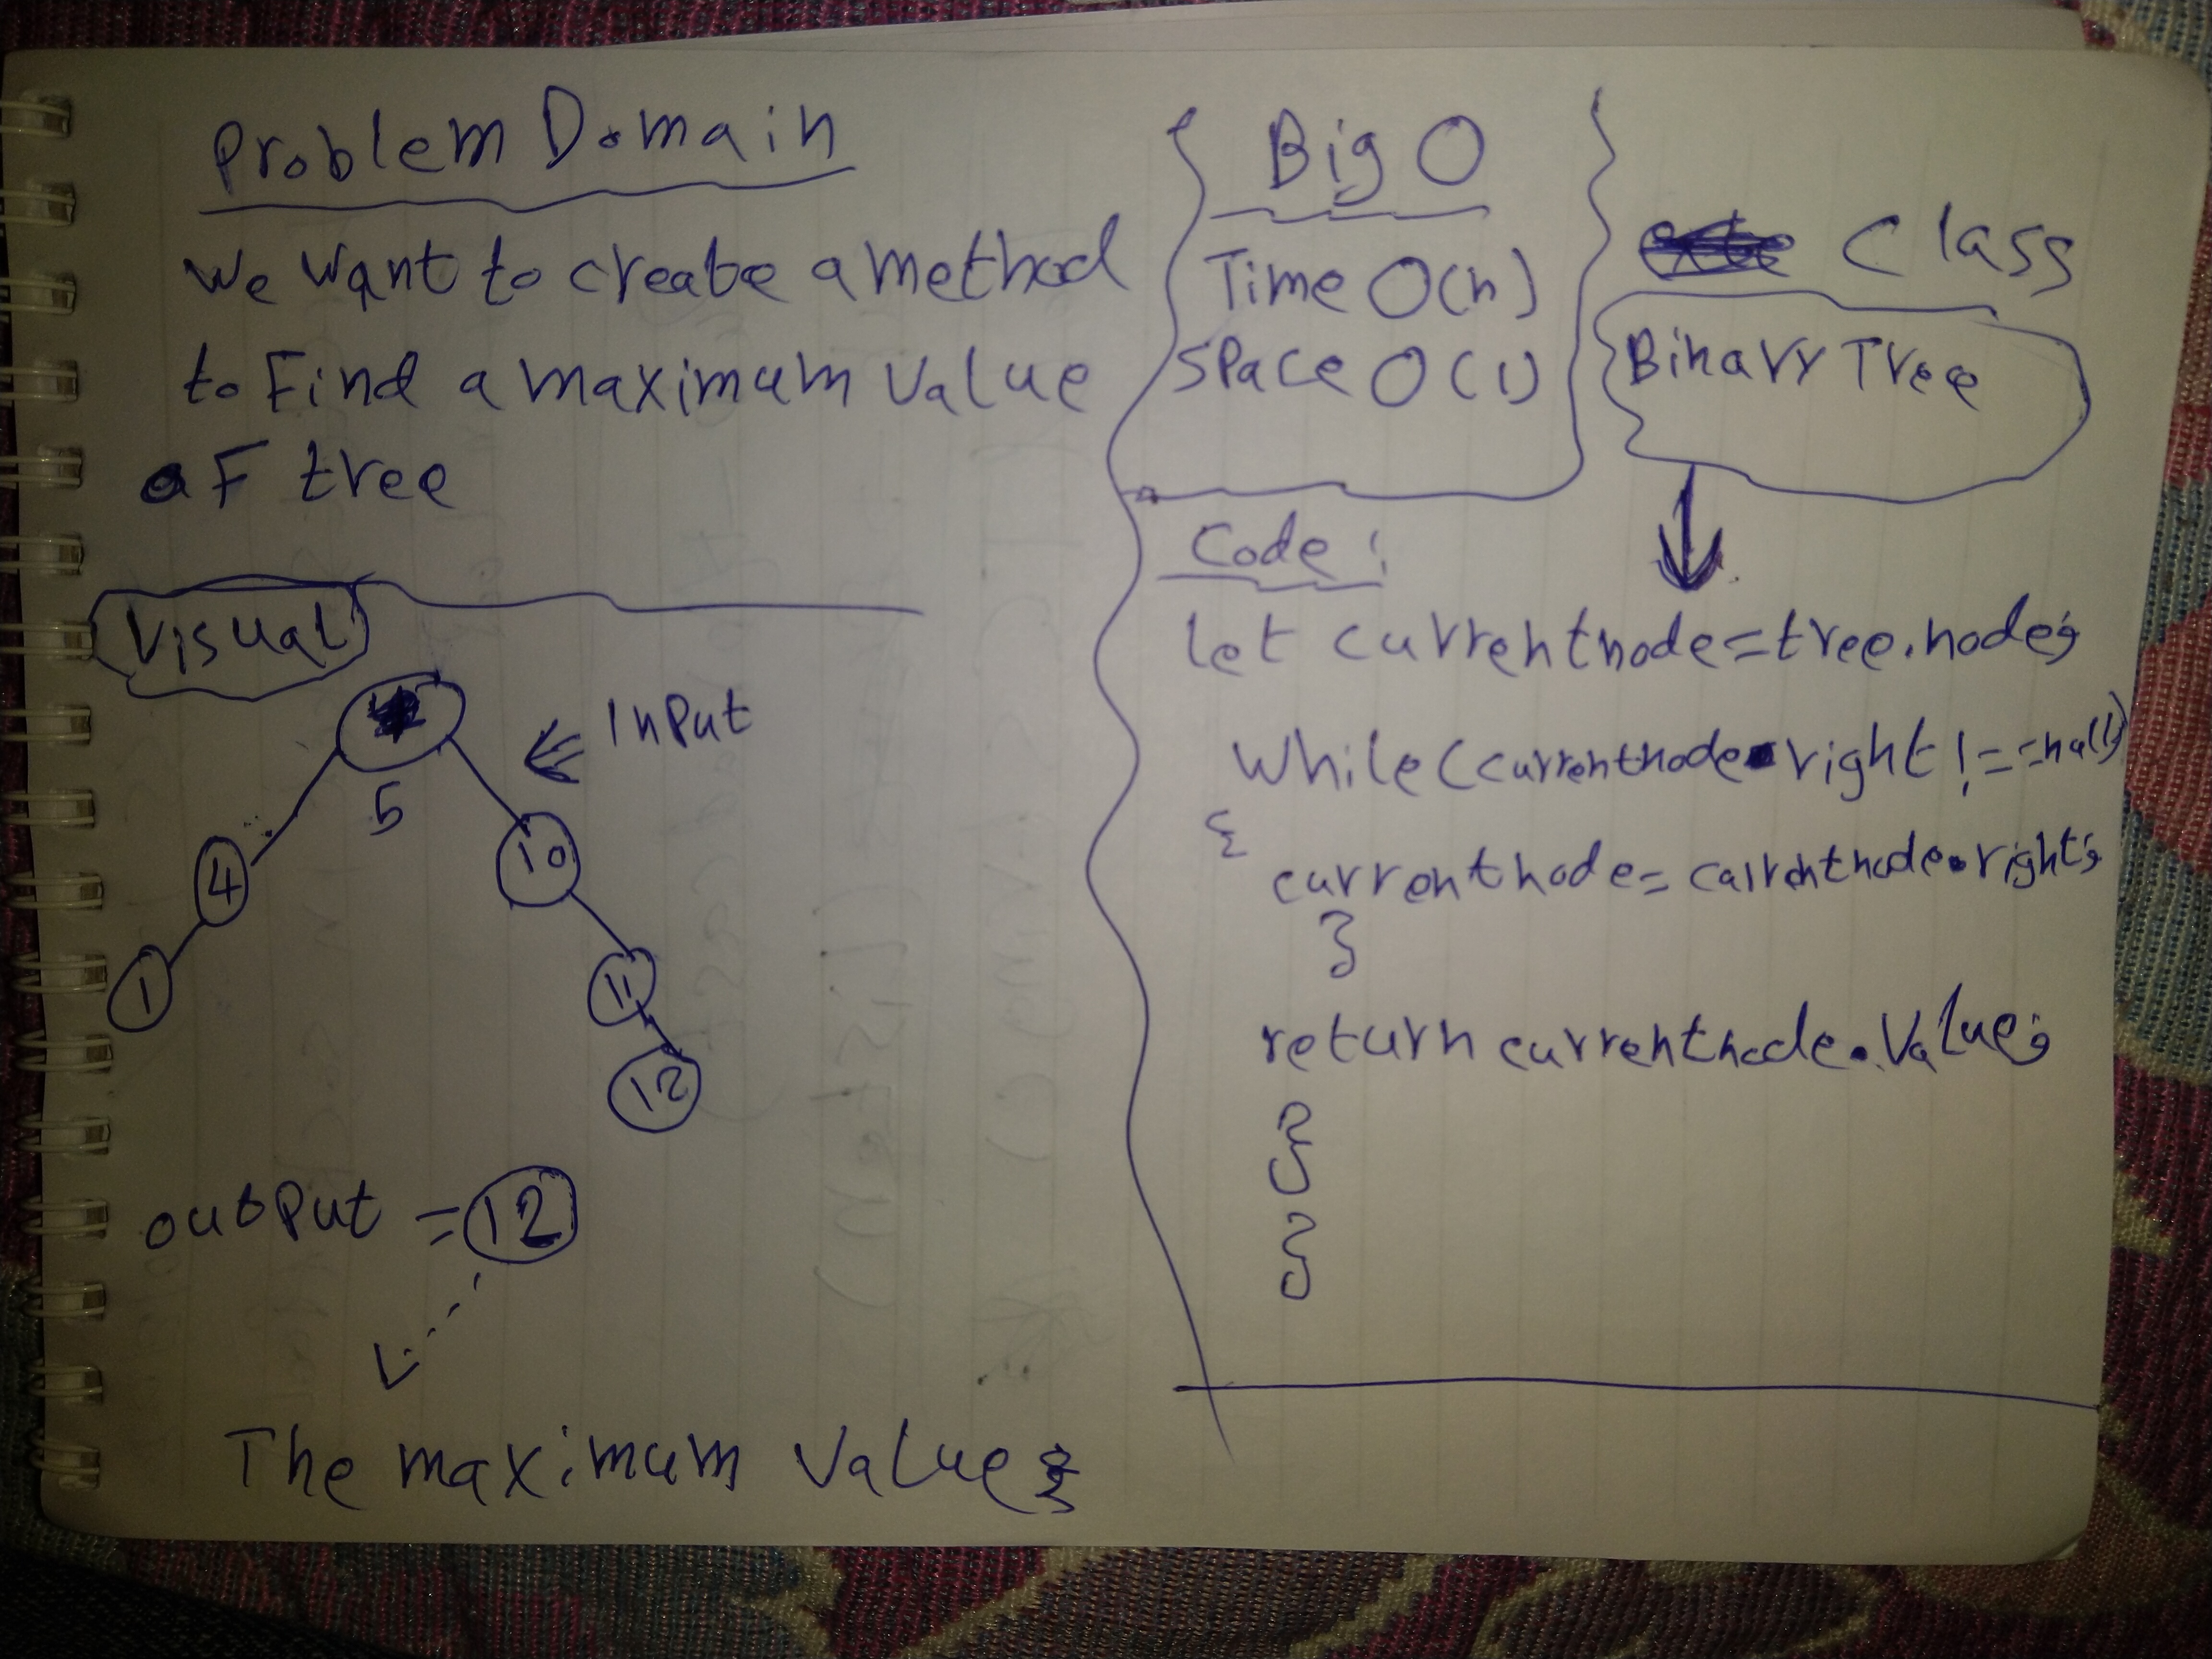 Problem Domain
we want to create a method
to Find a maximum value
of tree
Visual
5
InPut
4
10
1
11
12
outPut = 12
The maximum Value
Big O
Time O(n)
Space O(1)
Class
Binary Tree
Code:
let currentnode=tree.node;
while(currentnode.right!==null)
{
currentnode=currentnode.right;
}
return currentnode.Value;